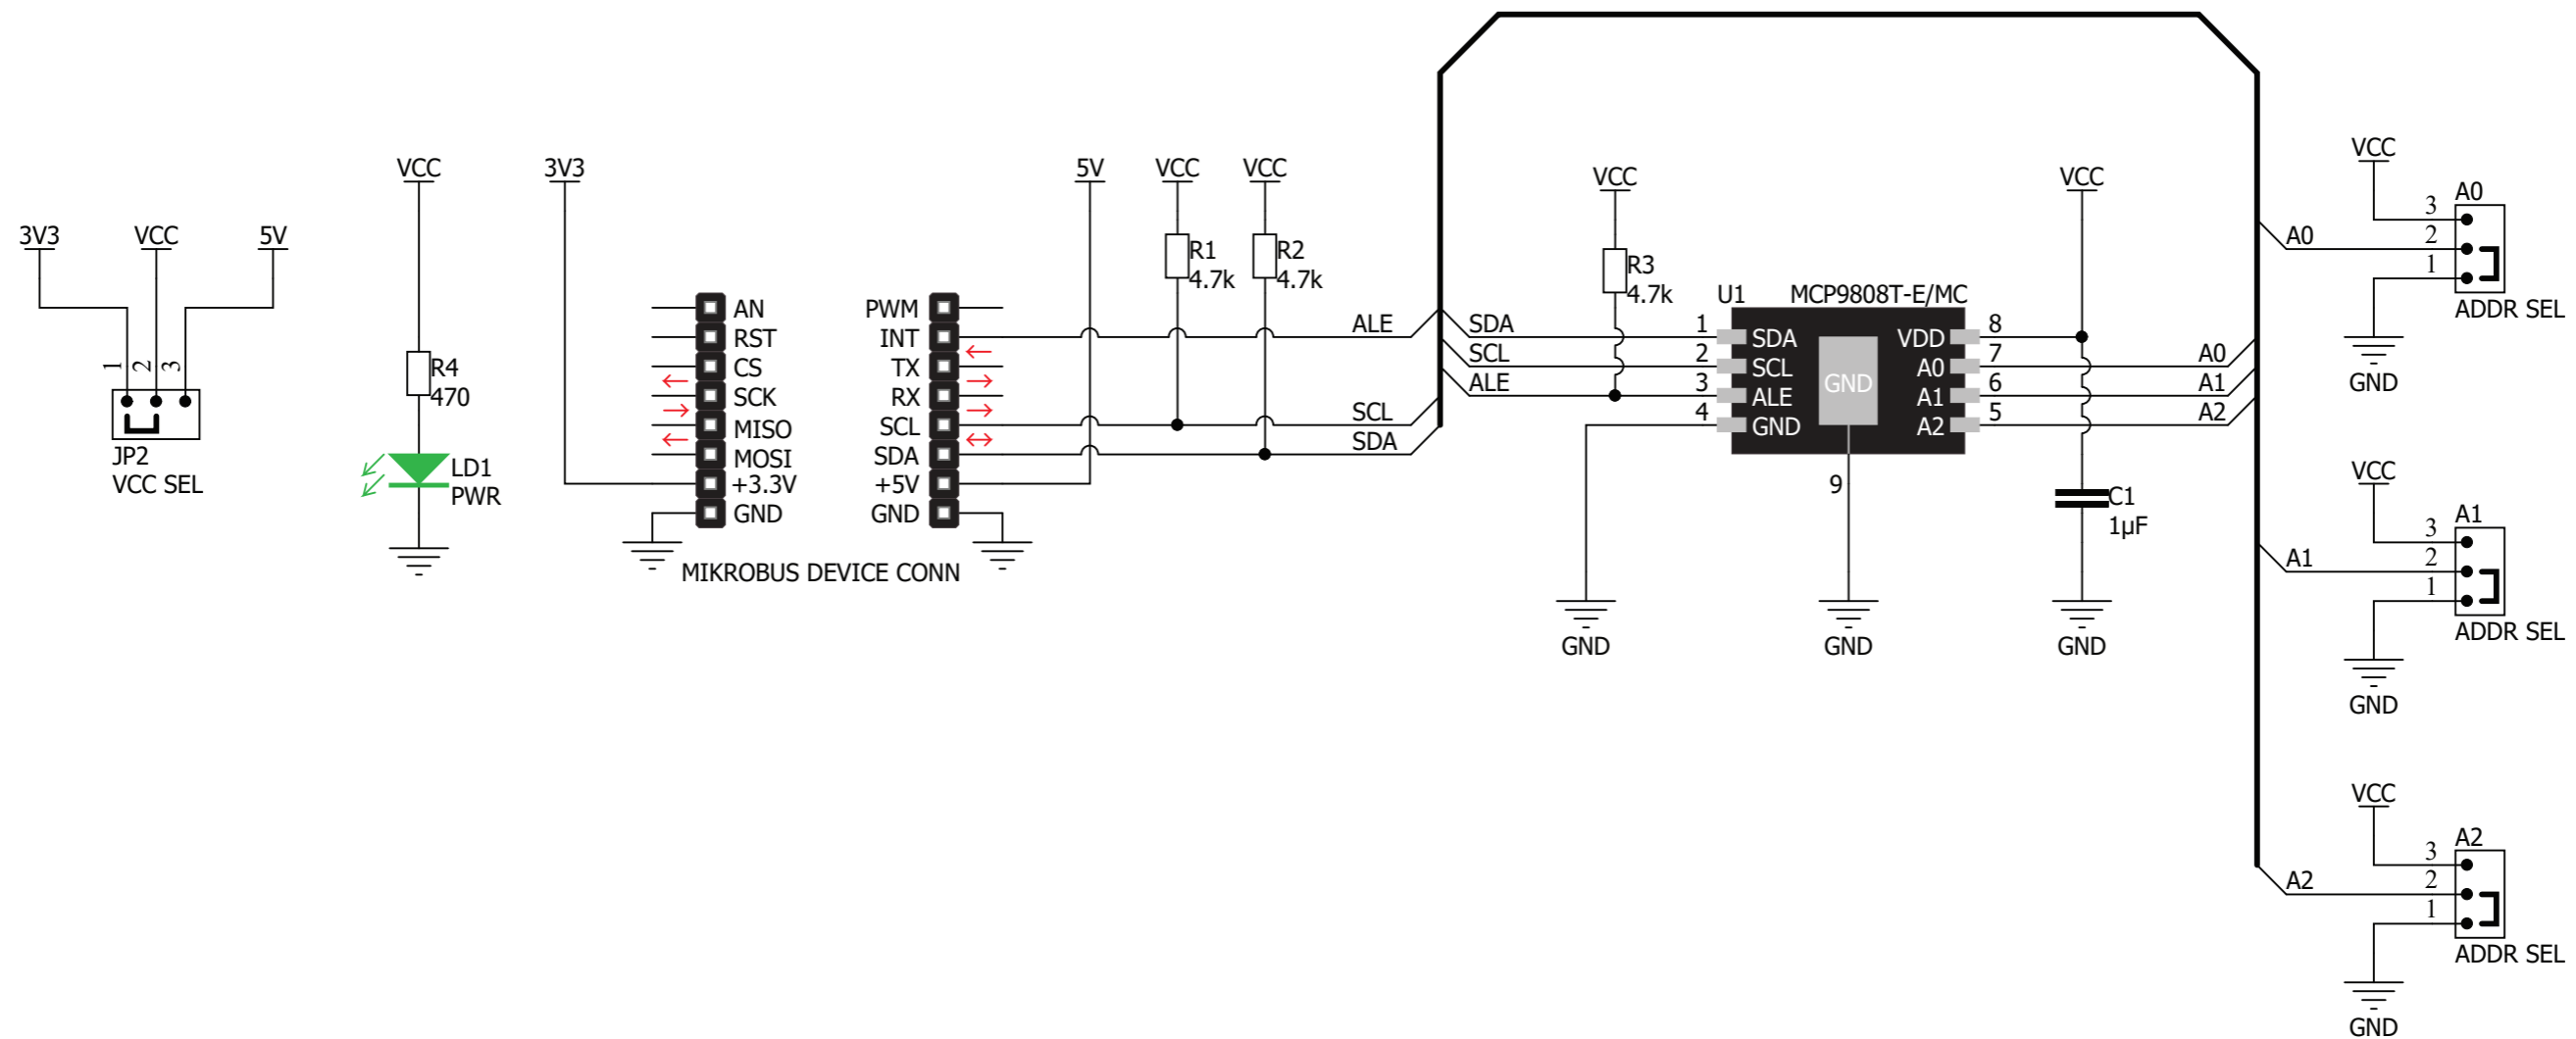 3V3
VCC
5V
1
2
3
JP2
VCC SEL
VCC
R4
470
LD1
PWR
3V3
AN
RST
CS
SCK
MISO
MOSI
+3.3V
GND
PWM
INT
TX
RX
SCL
SDA
+5V
GND
MIKROBUS DEVICE CONN
5V
VCC
R1
4.7k
VCC
R2
4.7k
ALE
SCL
SDA
SDA
SCL
ALE
VCC
R3
4.7k
U1
MCP9808T-E/MC
1
2
3
4
SDA
SCL
ALE
GND
GND
VDD
A0
A1
A2
8
7
6
5
9
A0
A1
A2
VCC
C1
1µF
GND
GND
GND
VCC
A0
3
2
1
A0
ADDR SEL
GND
VCC
A1
3
2
1
A1
ADDR SEL
GND
VCC
A2
3
2
1
A2
ADDR SEL
GND